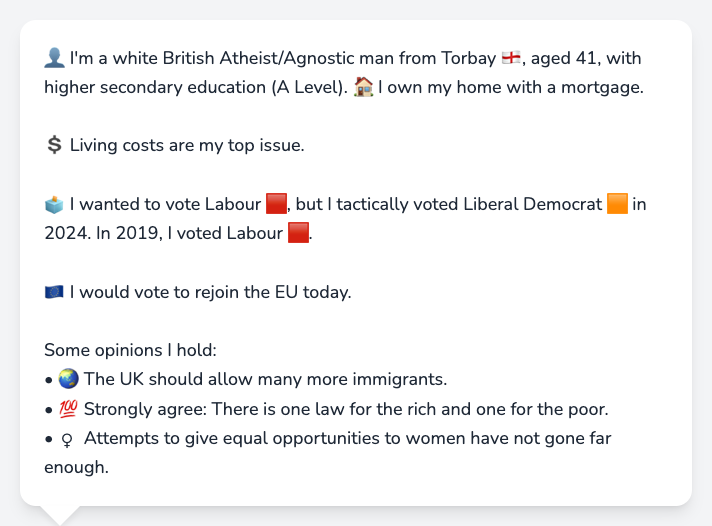 👤 I'm a white British Atheist/Agnostic man from Torbay 🏴󠁧󠁢󠁥󠁮󠁧󠁿, aged 41, with
higher secondary education (A Level). 🏠 I own my home with a mortgage.
💲 Living costs are my top issue.
🗳️ I wanted to vote Labour 🟥, but I tactically voted Liberal Democrat 🟧 in
2024. In 2019, I voted Labour 🟥.
🇪🇺 I would vote to rejoin the EU today.
Some opinions I hold:
• 🌏 The UK should allow many more immigrants.
• 💯 Strongly agree: There is one law for the rich and one for the poor.
• ♀ Attempts to give equal opportunities to women have not gone far
enough.